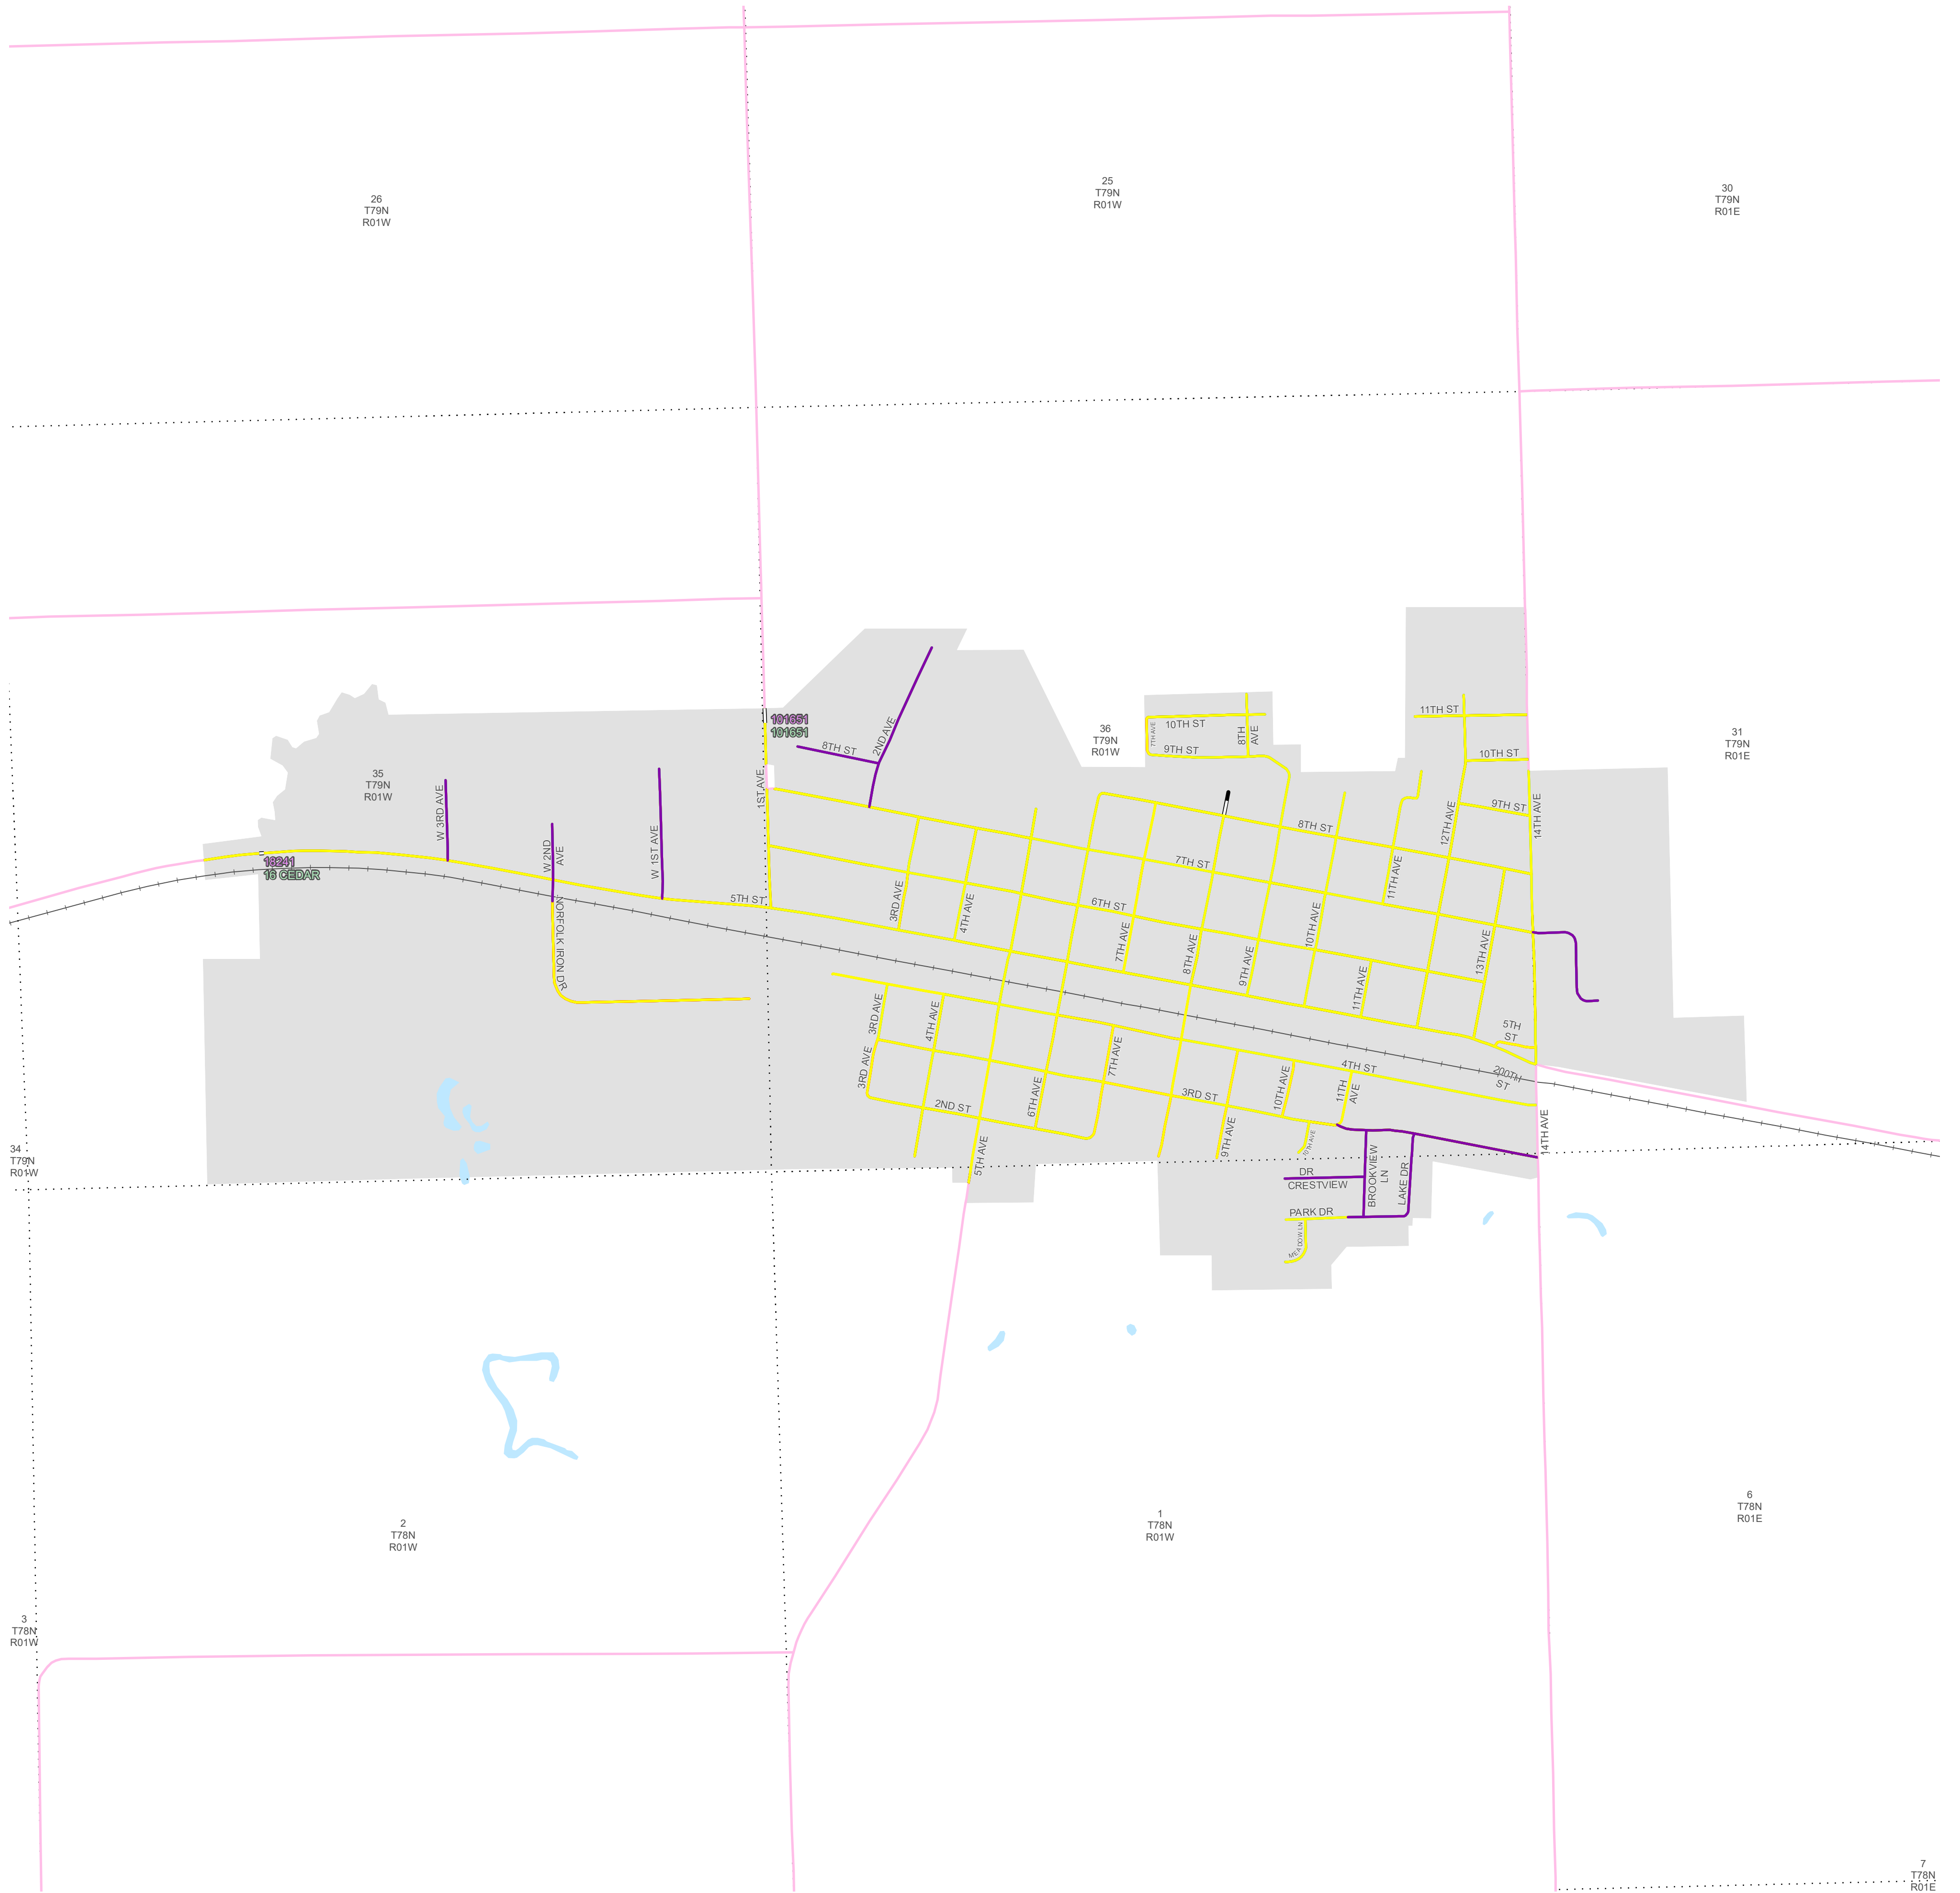 26
T79N
R01W
25
T79N
R01W
30
T79N
R01E
11TH ST
101651
101651
2ND AVE
8TH ST
36
T79N
R01W
10TH ST
7TH AVE
8TH
AVE
9TH ST
10TH ST
31
T79N
R01E
35
T79N
R01W
1ST AVE
W 3RD AVE
9TH ST
14TH AVE
8TH ST
12TH AVE
W 2ND
AVE
W 1ST AVE
18241
16 CEDAR
7TH ST
11TH AVE
5TH ST
3RD AVE
4TH AVE
6TH ST
10TH AVE
NORFOLK IRON DR
7TH AVE
8TH AVE
9TH AVE
13TH AVE
11TH AVE
3RD AVE
4TH AVE
5TH
ST
7TH AVE
3RD AVE
4TH ST
200TH
ST
10TH AVE
11TH
AVE
6TH AVE
3RD ST
2ND ST
14TH AVE
9TH AVE
10TH AVE
34
T79N
R01W
5TH AVE
DR
CRESTVIEW
BROOKVIEW
LN
LAKE DR
PARK DR
MEADOW LN
6
T78N
R01E
1
T78N
R01W
2
T78N
R01W
3
T78N
R01W
7
T78N
R01E